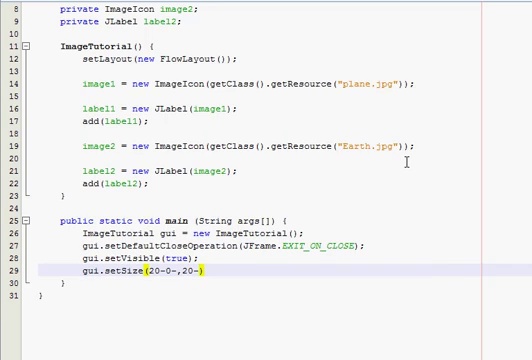 8 private ImageIcon image2;
9 private JLabel label2;
10
11 ImageTutorial() {
12 setLayout(new FlowLayout());
13
14 image1 = new ImageIcon(getClass().getResource("plane.jpg"));
15
16 label1 = new JLabel(image1);
17 add(label1);
18
19 image2 = new ImageIcon(getClass().getResource("Earth.jpg"));
20
21 label2 = new JLabel(image2);
22 add(label2);
23 }
24
25 public static void main (String args[]) {
26 ImageTutorial gui = new ImageTutorial();
27 gui.setDefaultCloseOperation(JFrame.EXIT_ON_CLOSE);
28 gui.setVisible(true);
29 gui.setSize(20-0-,20-)
30 }
31 }